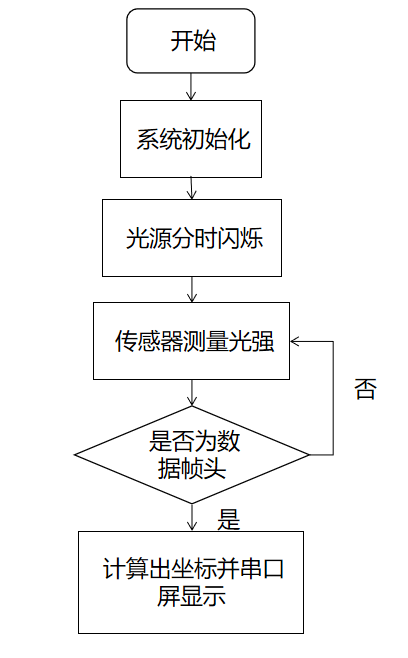 开始
系统初始化
光源分时闪烁
传感器测量光强
否
是否为数
据帧头
是
计算出坐标并串口
屏显示